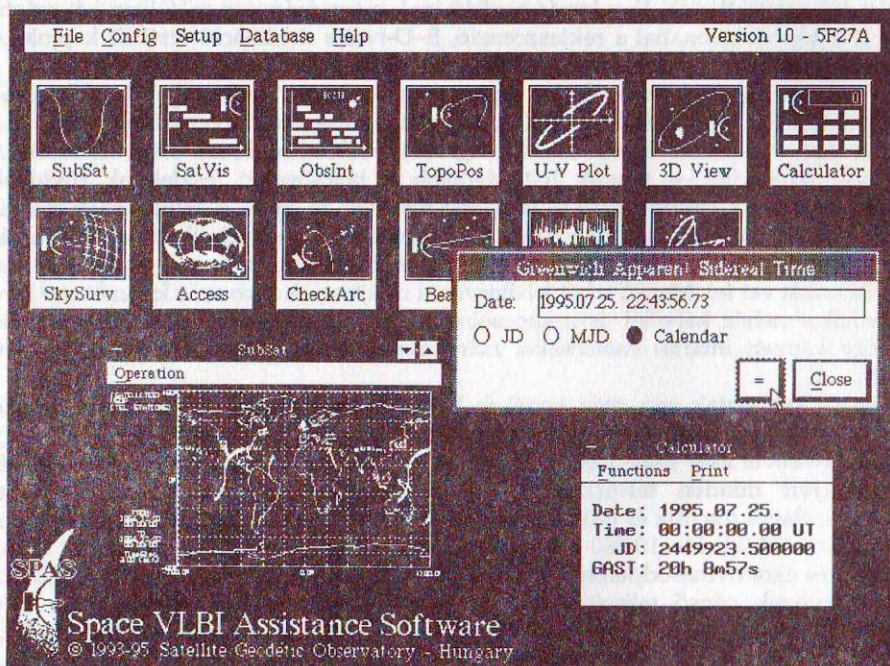 File Config Setup Database Help Version 1.0 - 5F27A
SubSat SatVis ObsInt TopoPos U-V Plot 3D View Calculator
SkySurv Access CheckArc Bea
Greenwich Apparent Sidereal Time
Date: 1995.07.25. 22:43:56.73
JD MJD Calendar
= Close
SubSat
Operation
Calculator
Functions Print
Date: 1995.07.25.
Time: 00:00:00.00 UT
JD: 2449923.500000
GAST: 20h 8m57s
SPAS
Space VLBI Assistance Software
© 1993-95 Satellite Geodetic Observatory - Hungary